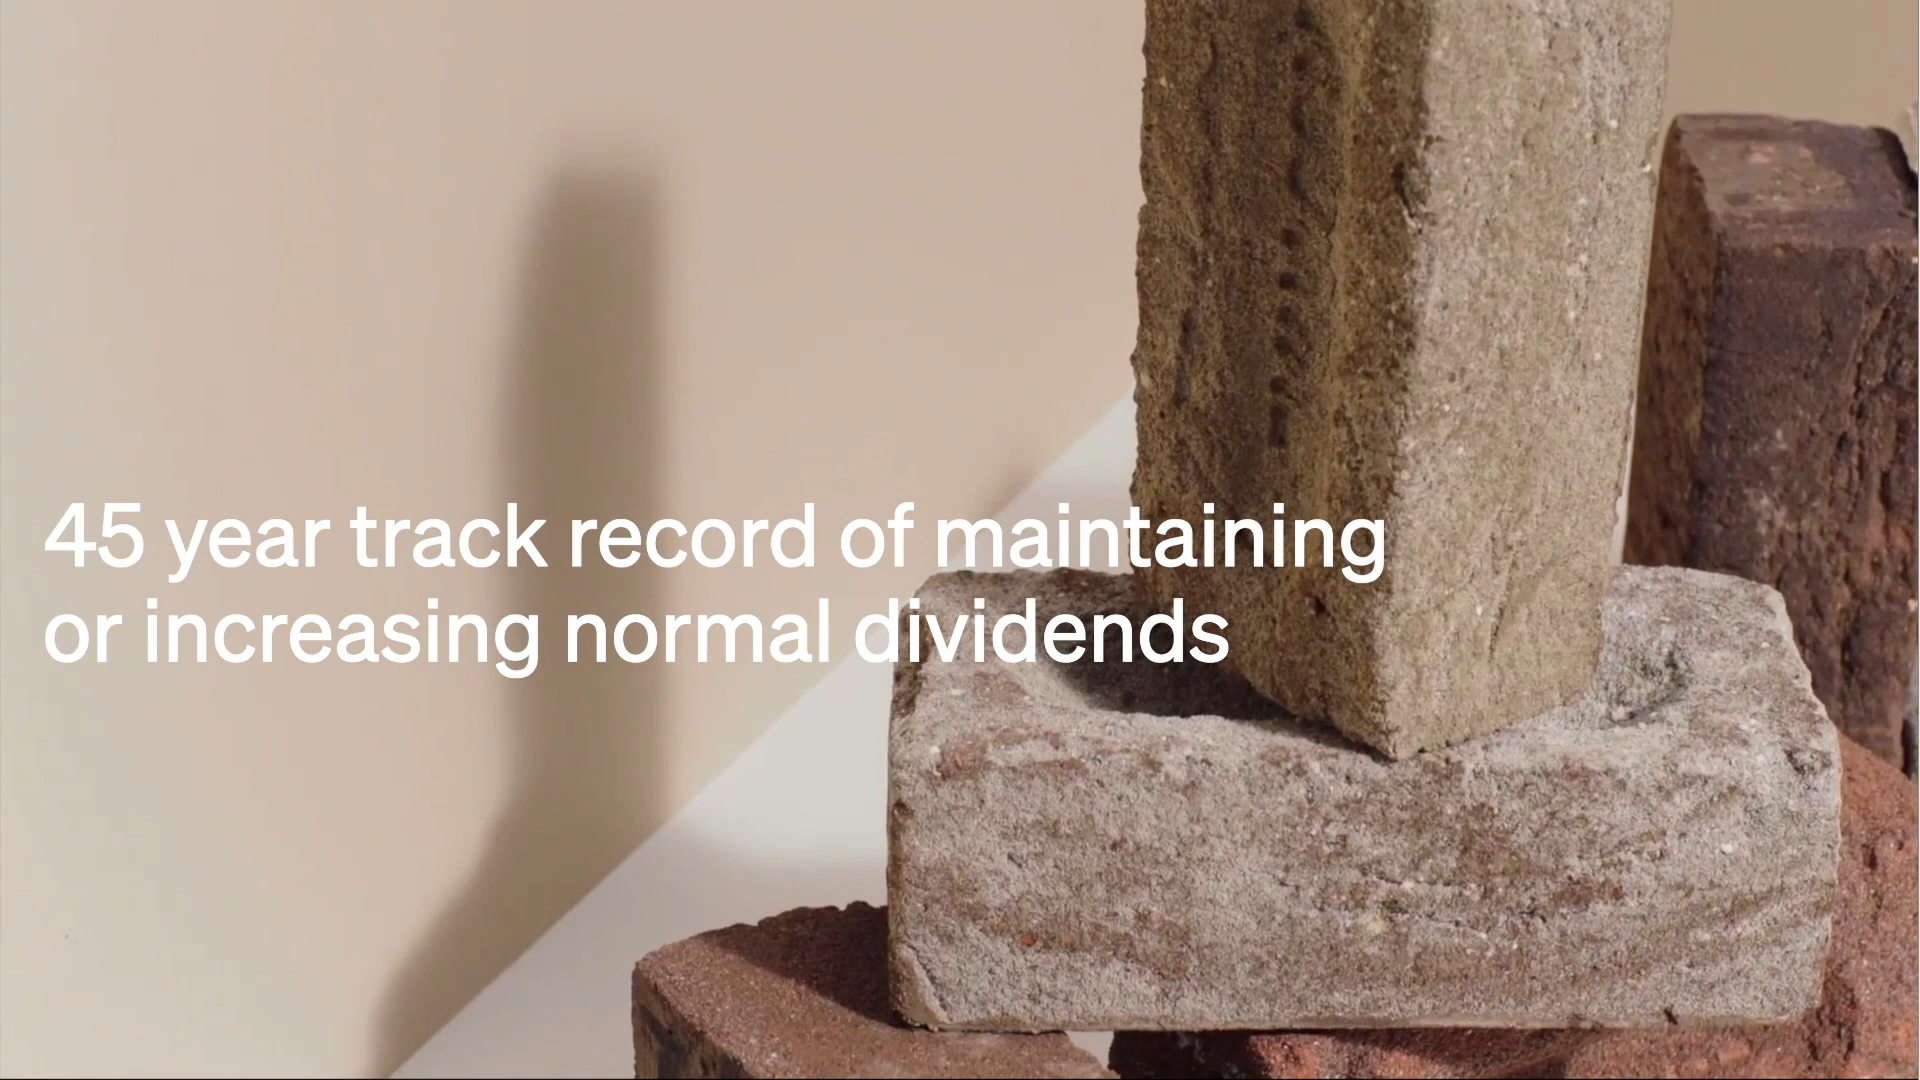 45 year track record of maintaining
or increasing normal dividends